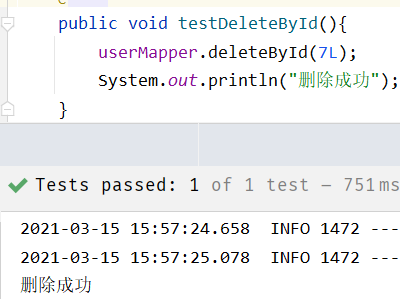 public void testDeleteById(){
userMapper.deleteById(7L);
System.out.println("删除成功");
}
Tests passed: 1 of 1 test – 751 ms
2021-03-15 15:57:24.658 INFO 1472 ---
2021-03-15 15:57:25.078 INFO 1472 ---
删除成功